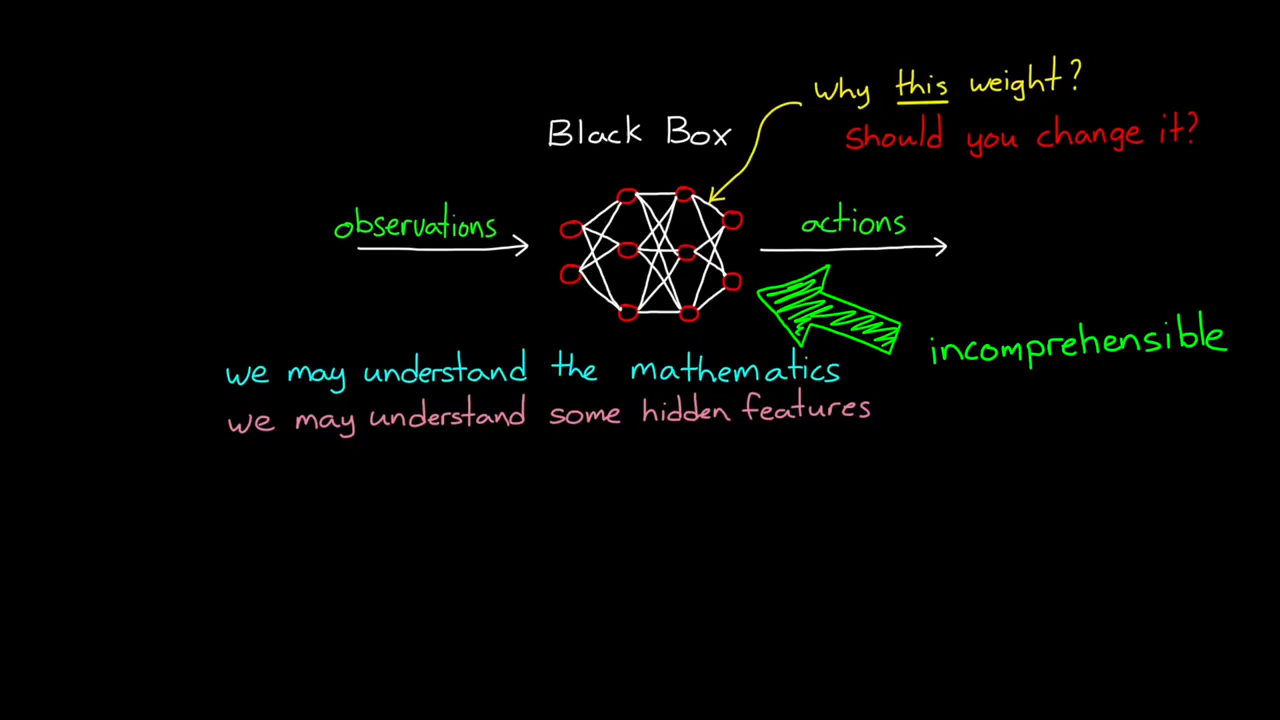 why this weight?
should you change it?
Black Box
observations
actions
incomprehensible
we may understand the mathematics
we may understand some hidden features